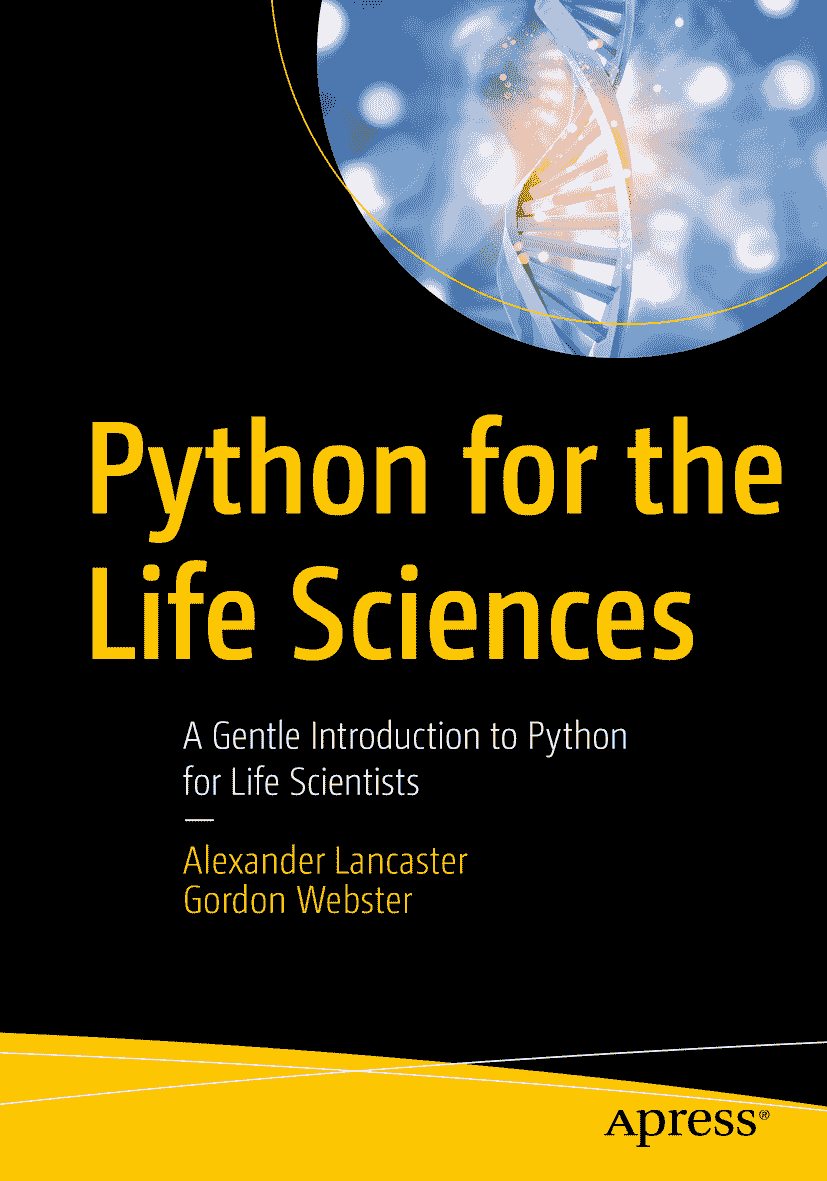 Python for the
Life Sciences
A Gentle Introduction to Python
for Life Scientists
Alexander Lancaster
Gordon Webster
Apress®